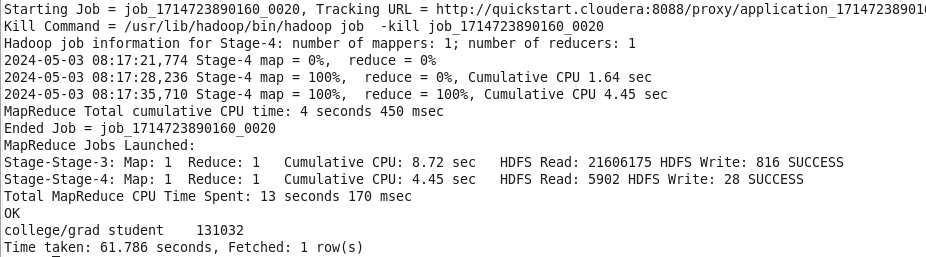 Starting Job = job_1714723890160_0020, Tracking URL = http://quickstart.cloudera:8088/proxy/application_17147238901
Kill Command = /usr/lib/hadoop/bin/hadoop job  -kill job_1714723890160_0020
Hadoop job information for Stage-4: number of mappers: 1; number of reducers: 1
2024-05-03 08:17:21,774 Stage-4 map = 0%,  reduce = 0%
2024-05-03 08:17:28,236 Stage-4 map = 100%,  reduce = 0%, Cumulative CPU 1.64 sec
2024-05-03 08:17:35,710 Stage-4 map = 100%,  reduce = 100%, Cumulative CPU 4.45 sec
MapReduce Total cumulative CPU time: 4 seconds 450 msec
Ended Job = job_1714723890160_0020
MapReduce Jobs Launched:
Stage-Stage-3: Map: 1  Reduce: 1   Cumulative CPU: 8.72 sec   HDFS Read: 21606175 HDFS Write: 816 SUCCESS
Stage-Stage-4: Map: 1  Reduce: 1   Cumulative CPU: 4.45 sec   HDFS Read: 5902 HDFS Write: 28 SUCCESS
Total MapReduce CPU Time Spent: 13 seconds 170 msec
OK
college/grad student    131032
Time taken: 61.786 seconds, Fetched: 1 row(s)